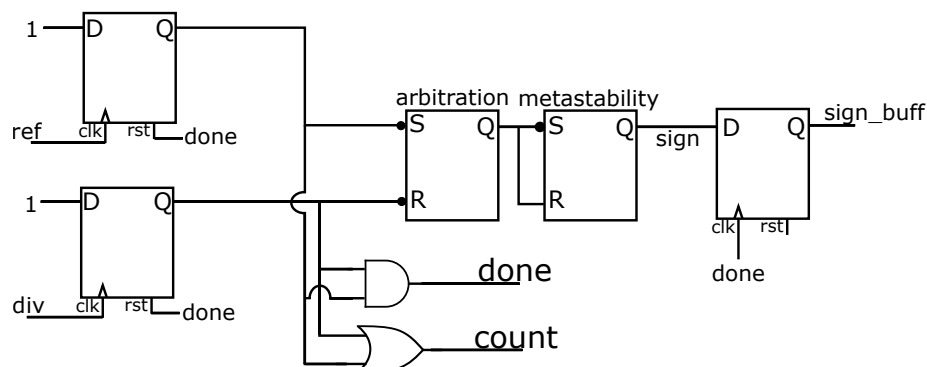 1 D Q
ref clk rst done
arbitration metastability
S Q S Q sign D Q sign_buff
R R
clk rst
done
1 D Q
div clk rst done
done
count